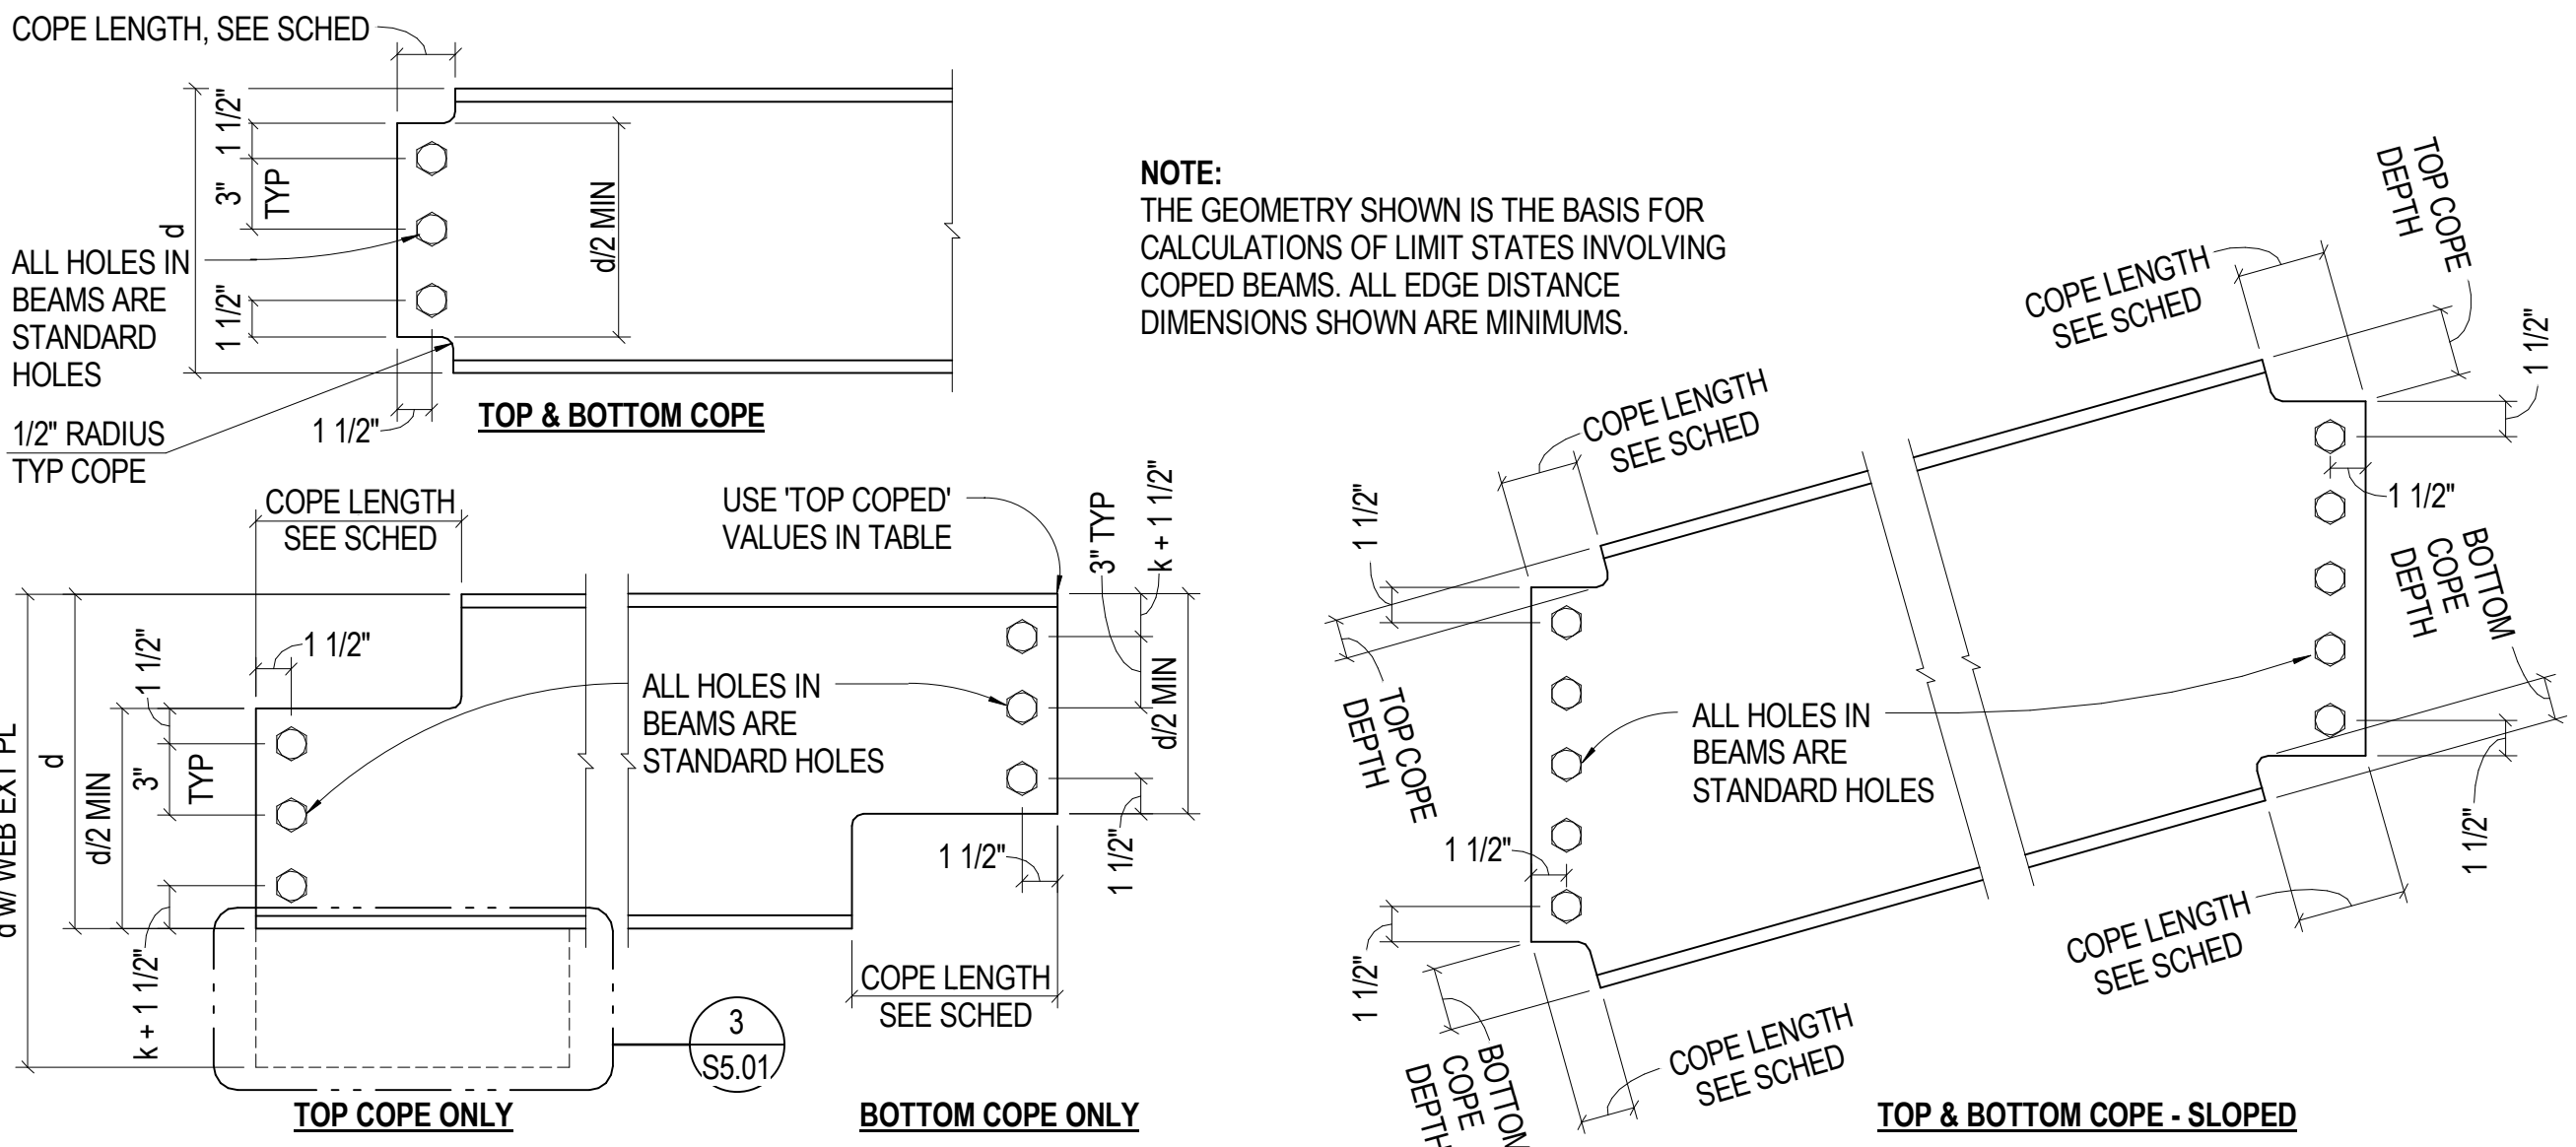 COPE LENGTH, SEE SCHED
1 1/2"
3"
TYP
d
d/2 MIN
ALL HOLES IN
BEAMS ARE
STANDARD
HOLES
1 1/2"
1/2" RADIUS
TYP COPE
1 1/2"
TOP & BOTTOM COPE
NOTE:
THE GEOMETRY SHOWN IS THE BASIS FOR
CALCULATIONS OF LIMIT STATES INVOLVING
COPED BEAMS. ALL EDGE DISTANCE
DIMENSIONS SHOWN ARE MINIMUMS.
COPE LENGTH
SEE SCHED
1 1/2"
1 1/2"
3"
TYP
d/2 MIN
d
d w/ WEB EXT PL
k + 1 1/2"
TOP COPE ONLY
3
S5.01
USE 'TOP COPED'
VALUES IN TABLE
ALL HOLES IN
BEAMS ARE
STANDARD HOLES
3" TYP
k + 1 1/2"
d/2 MIN
1 1/2"
1 1/2"
COPE LENGTH
SEE SCHED
BOTTOM COPE ONLY
COPE LENGTH
SEE SCHED
1 1/2"
TOP COPE
DEPTH
1 1/2"
1 1/2"
BOTTOM
COPE
DEPTH
COPE LENGTH
SEE SCHED
ALL HOLES IN
BEAMS ARE
STANDARD HOLES
COPE LENGTH
SEE SCHED
TOP COPE
DEPTH
1 1/2"
1 1/2"
BOTTOM
COPE
DEPTH
1 1/2"
COPE LENGTH
SEE SCHED
TOP & BOTTOM COPE - SLOPED